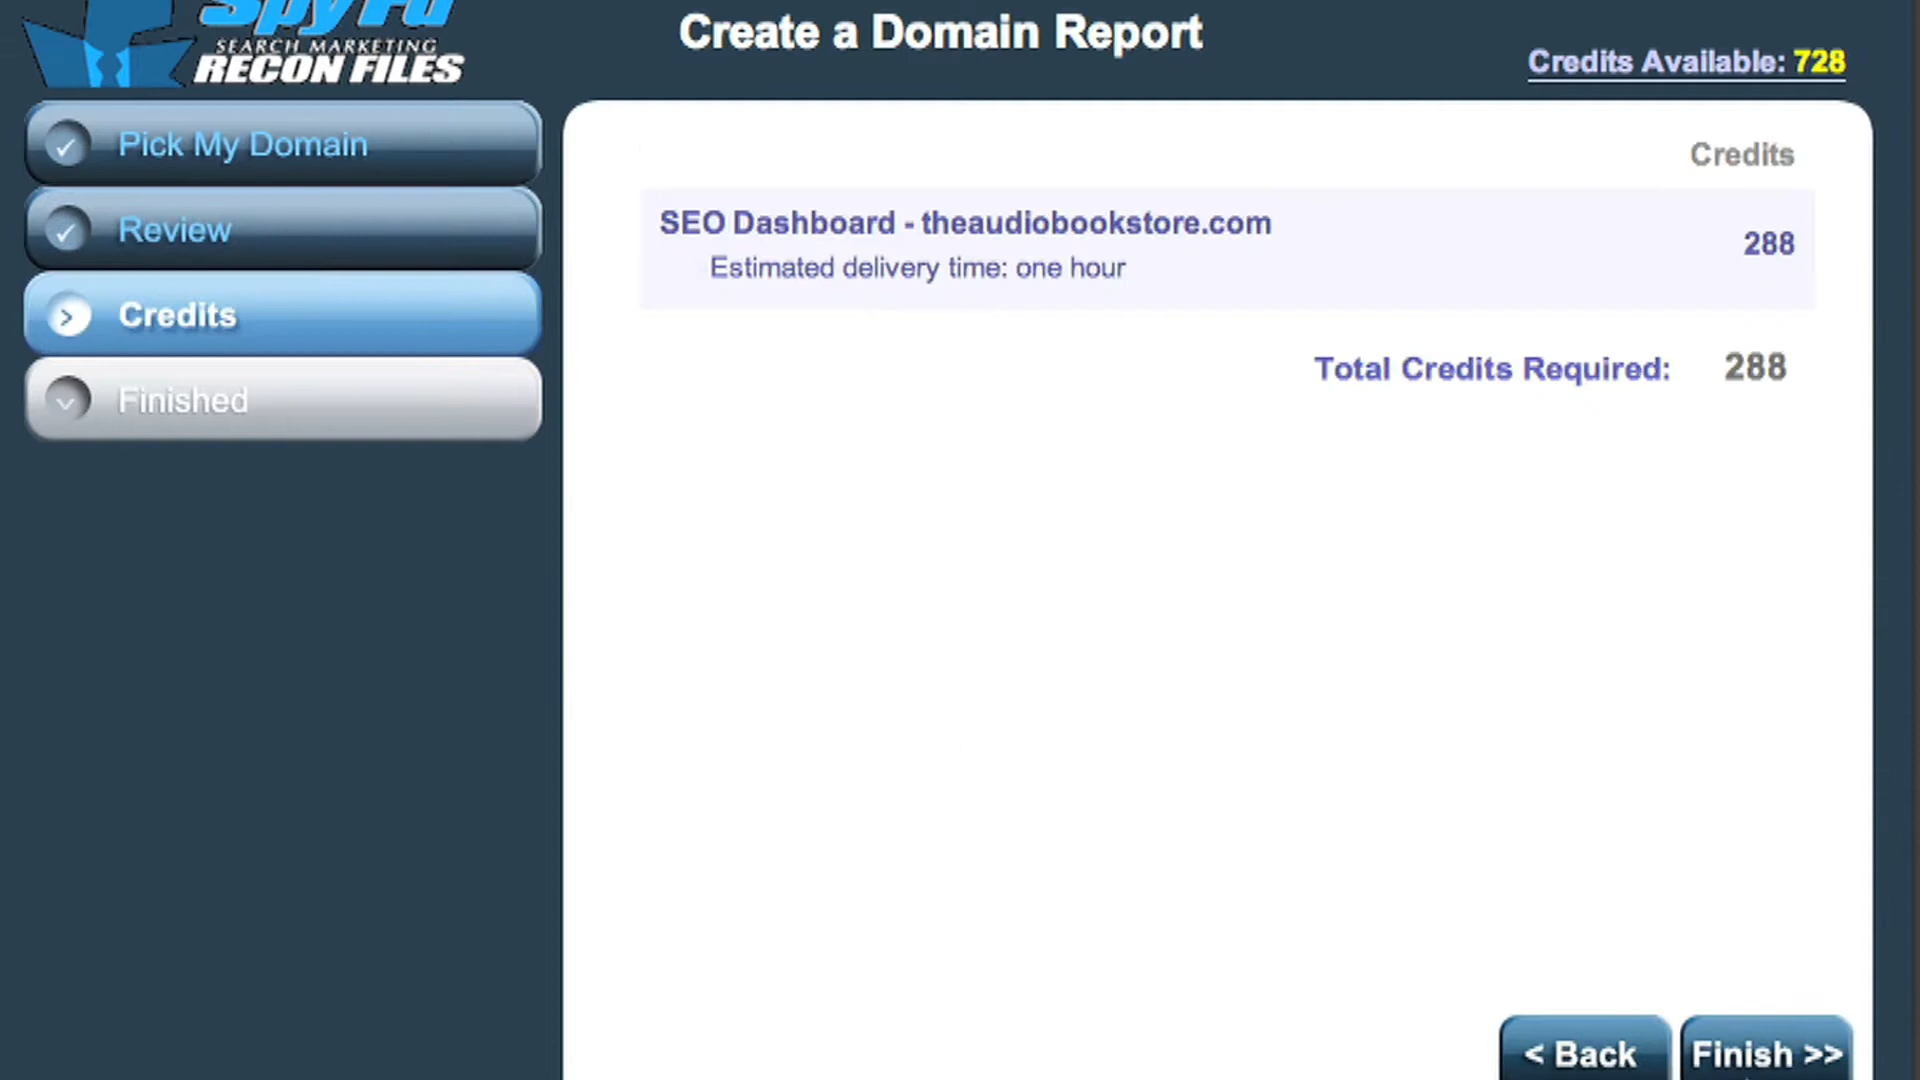 SpyFu
SEARCH MARKETING
RECON FILES
Create a Domain Report
Credits Available: 728
Pick My Domain
Review
Credits
Finished
Credits
SEO Dashboard - theaudiobookstore.com
288
Estimated delivery time: one hour
Total Credits Required: 288
< Back
Finish >>